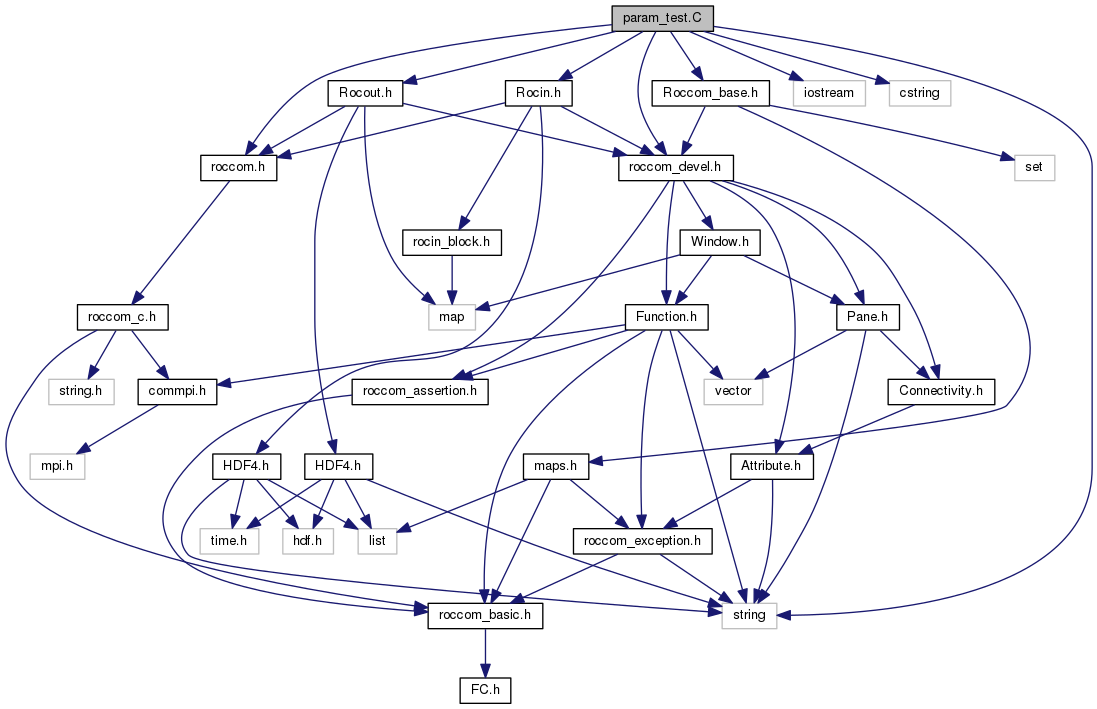 param_test.C
Rocout.h
Rocin.h
Roccom_base.h
iostream
cstring
roccom.h
roccom_devel.h
set
rocin_block.h
Window.h
roccom_c.h
map
Function.h
Pane.h
string.h
commpi.h
roccom_assertion.h
vector
Connectivity.h
mpi.h
HDF4.h
HDF4.h
maps.h
Attribute.h
time.h
hdf.h
list
roccom_exception.h
roccom_basic.h
string
FC.h